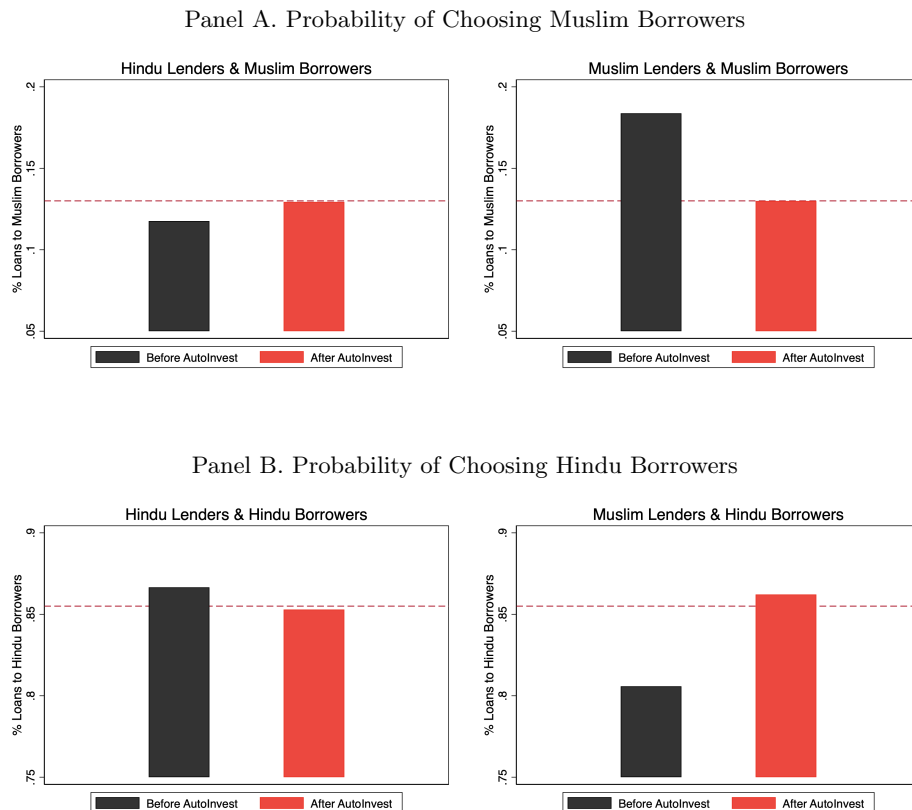 Panel A. Probability of Choosing Muslim Borrowers
Hindu Lenders & Muslim Borrowers
% Loans to Muslim Borrowers
.2
.15
.1
.05
Before AutoInvest After AutoInvest
Muslim Lenders & Muslim Borrowers
% Loans to Muslim Borrowers
.2
.15
.1
.05
Before AutoInvest After AutoInvest
Panel B. Probability of Choosing Hindu Borrowers
Hindu Lenders & Hindu Borrowers
% Loans to Hindu Borrowers
.9
.85
.8
.75
Before AutoInvest After AutoInvest
Muslim Lenders & Hindu Borrowers
% Loans to Hindu Borrowers
.9
.85
.8
.75
Before AutoInvest After AutoInvest